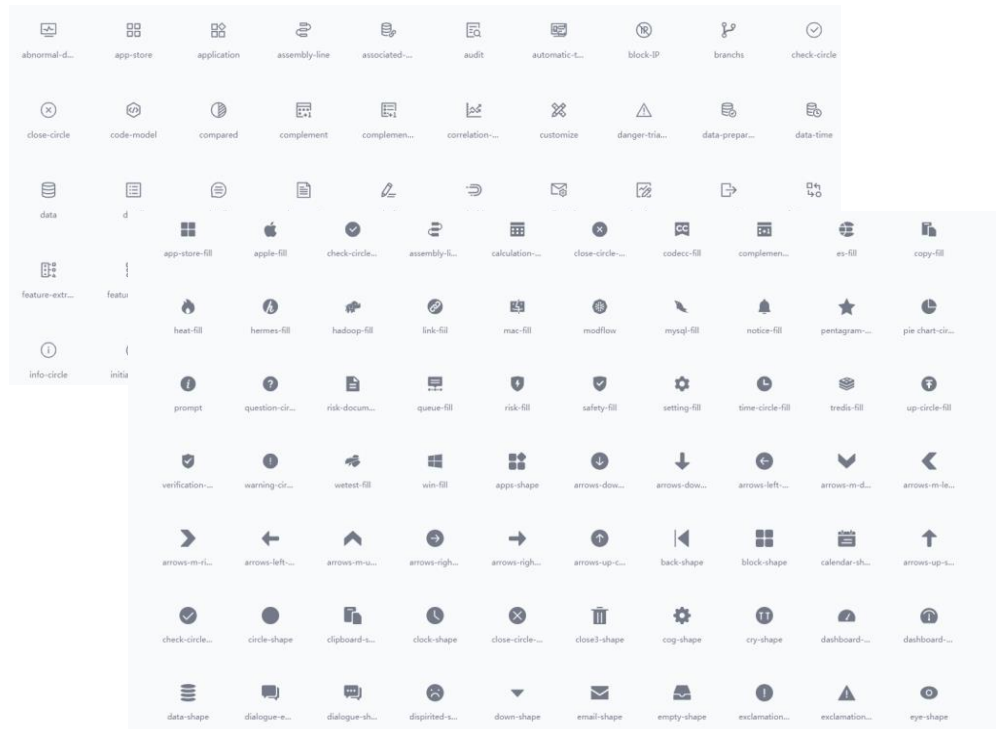 abnormal-d... app-store application assembly-line associated-... audit automatic-t... block-IP branchs check-circle
close-circle code-model compared complement complemen... correlation-... customize danger-tria... data-prepar... data-time
data d
app-store-fill apple-fill check-circle... assembly-li... calculation-... close-circle-... codecc-fill complemen... es-fill copy-fill
feature-extr... featu
heat-fill hermes-fill hadoop-fill link-fill mac-fill modflow mysql-fill notice-fill pentagram-... pie chart-cir...
info-circle initia
prompt question-cir... risk-docum... queue-fill risk-fill safety-fill setting-fill time-circle-fill tredis-fill up-circle-fill
verification-... warning-cir... wetest-fill win-fill apps-shape arrows-dow... arrows-dow... arrows-left-... arrows-m-d... arrows-m-le...
arrows-m-ri... arrows-left-... arrows-m-u... arrows-righ... arrows-righ... arrows-up-c... back-shape block-shape calendar-sh... arrows-up-s...
check-circle... circle-shape clipboard-s... clock-shape close-circle-... close3-shape cog-shape cry-shape dashboard-... dashboard-...
data-shape dialogue-e... dialogue-sh... dispirited-s... down-shape email-shape empty-shape exclamation... exclamation... eye-shape